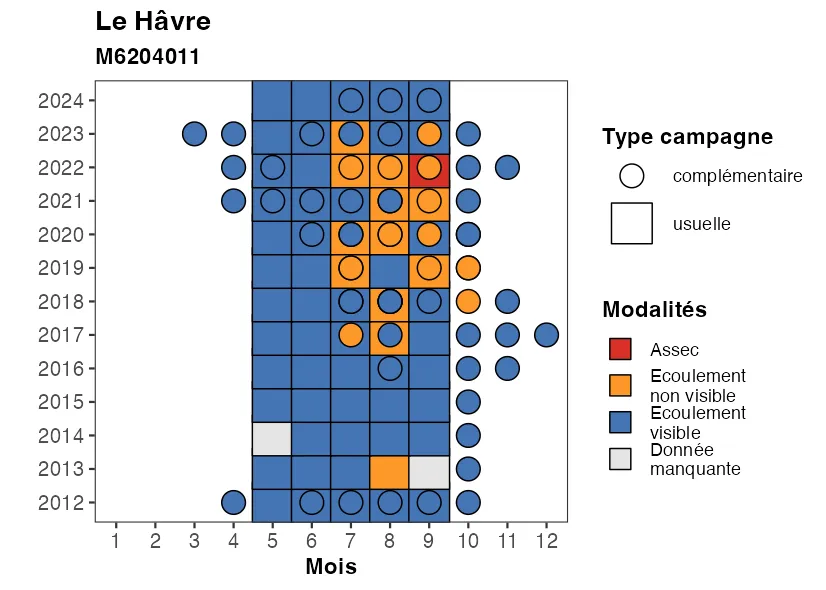 Le Hâvre
M6204011
2024
2023
2022
2021
2020
2019
2018
2017
2016
2015
2014
2013
2012
1 2 3 4 5 6 7 8 9 10 11 12
Mois
Type campagne
complémentaire
usuelle
Modalités
Assec
Ecoulement
non visible
Ecoulement
visible
Donnée
manquante